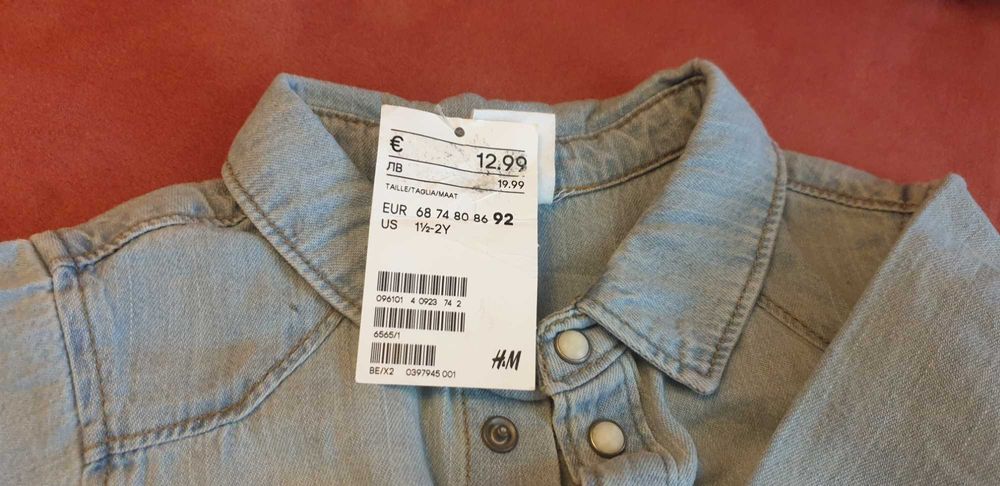 € 12.99
ЛВ 19.99
TAILLE/TAGLIA/MAAT
EUR 68 74 80 86 92
US 1½-2Y
096101 4 0923 74 2
6565/1
BE/X2 0397945 001
H&M